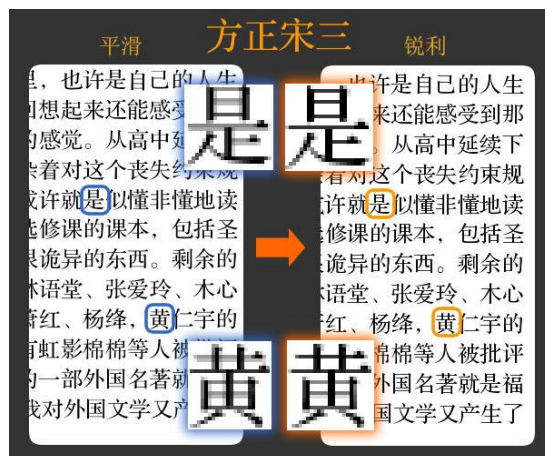 方正宋三
平滑
锐利
，也许是自己的人生
想起来还能感受
的感觉。从高中延
着对这个丧失约束规
或许就是似懂非懂地读
选修课的课本，包括圣
诡异的东西。剩余的
林语堂、张爱玲、木心
萧红、杨绛，黄仁宇的
有虹影棉棉等人被批评
的一部外国名著就
我对外国文学又产
是
黄
也许是自己的人生
来还能感受到那
。从高中延续下
着对这个丧失约束规
许就是似懂非懂地读
选修课的课本，包括圣
诡异的东西。剩余的
林语堂、张爱玲、木心
红、杨绛，黄仁宇的
棉棉等人被批评
外国名著就是福
国文学又产生了
是
黄